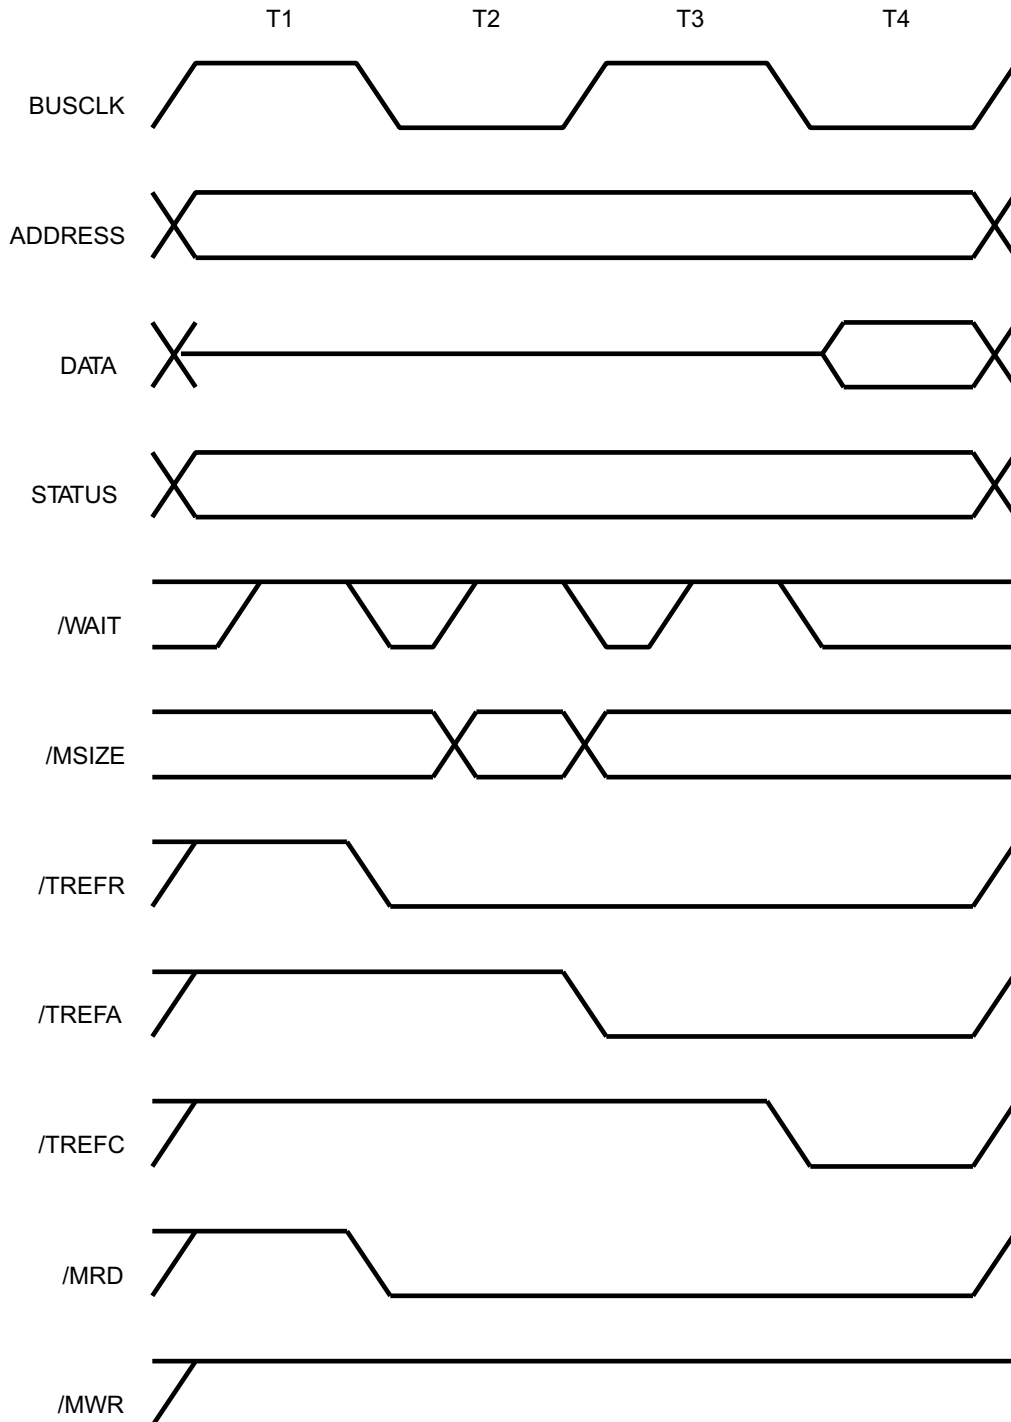 T1 T2 T3 T4
BUSCLK
ADDRESS
DATA
STATUS
/WAIT
/MSIZE
/TREFR
/TREFA
/TREFC
/MRD
/MWR